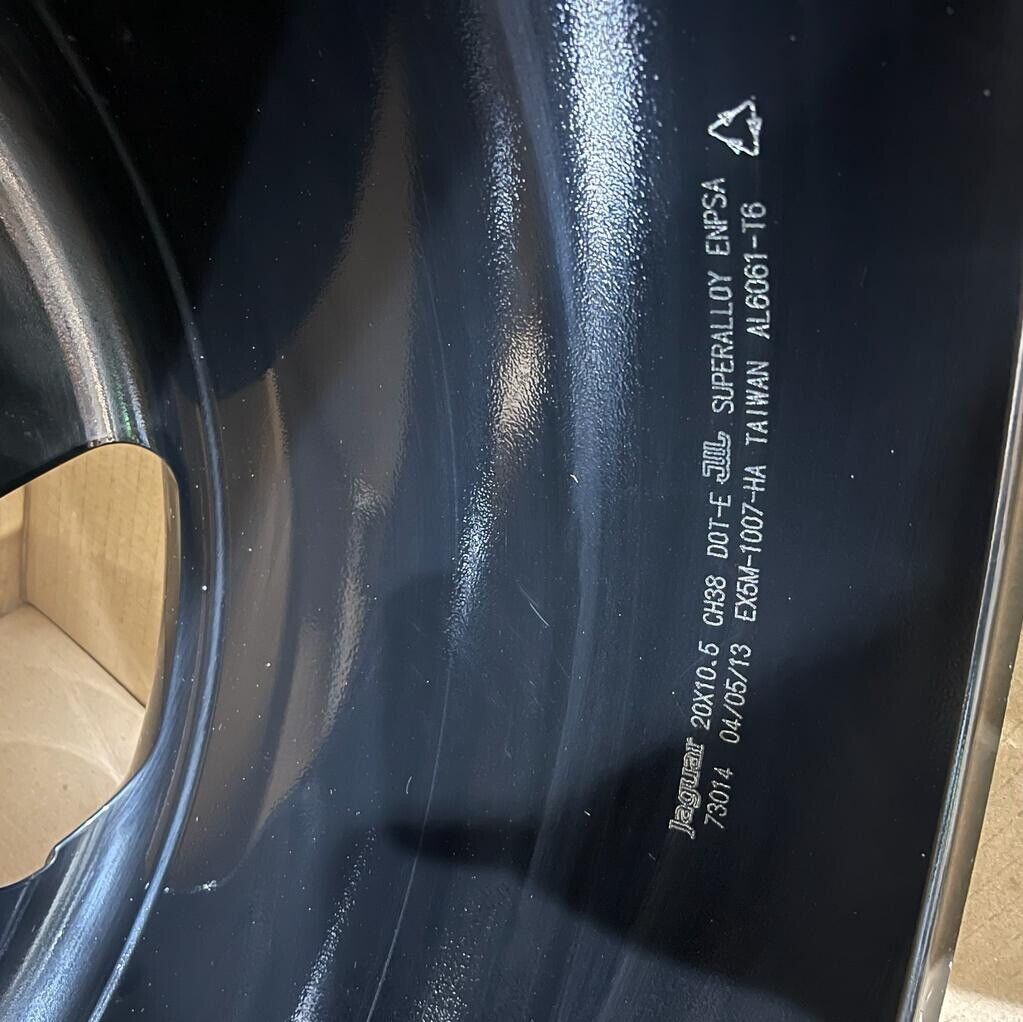 Jaguar 20X10.5 CH38 DOT-E JWL SUPERALLOY ENPSA
73014 04/05/13 EX5M-1007-HA TAIWAN AL6061-T6